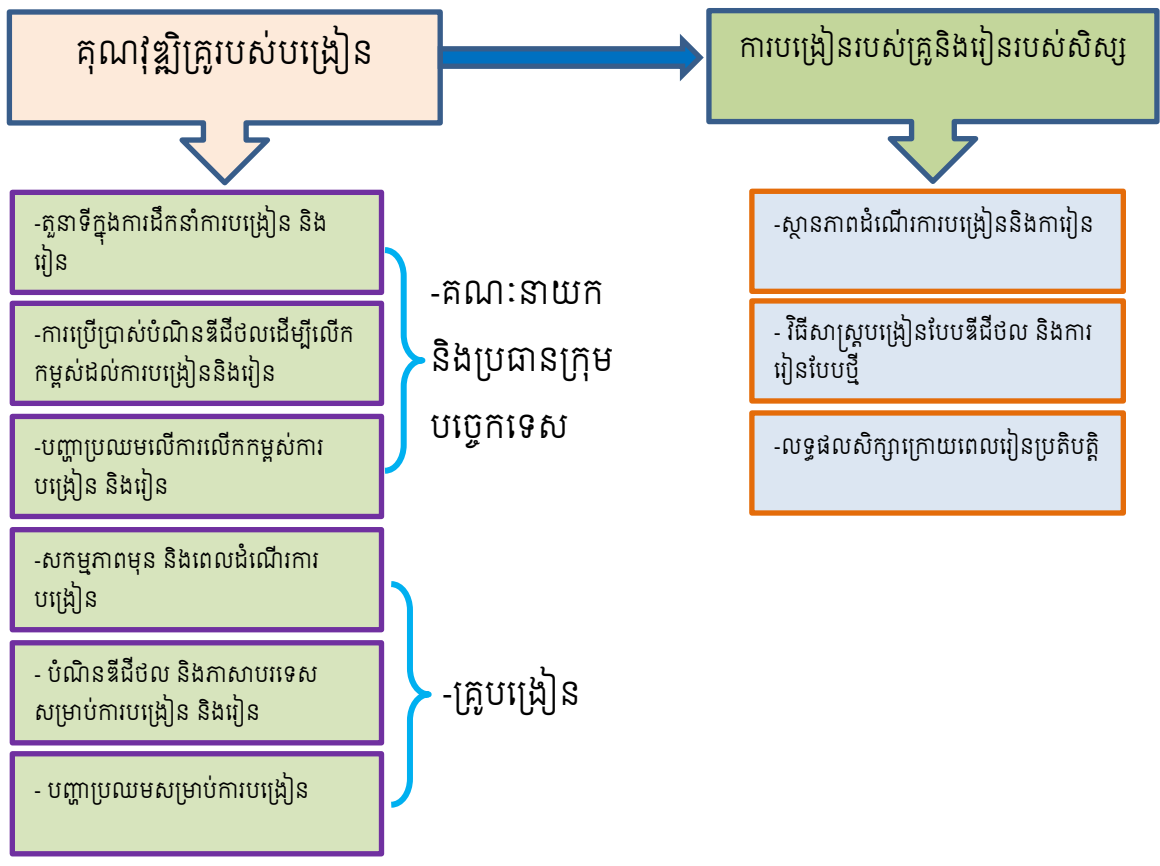 គុណវុឌ្ឍិគ្រូរបស់បង្រៀន
ការបង្រៀនរបស់គ្រូនិងរៀនរបស់សិស្ស
-តួនាទីក្នុងការដឹកនាំការបង្រៀន និង
រៀន
-ការប្រើប្រាស់បំណិនឌីជីថលដើម្បីលើក
កម្ពស់ដល់ការបង្រៀននិងរៀន
-បញ្ហាប្រឈមលើការលើកកម្ពស់ការ
បង្រៀន និងរៀន
-គណៈនាយក
និងប្រធានក្រុម
បច្ចេកទេស
-សកម្មភាពមុន និងពេលដំណើរការ
បង្រៀន
- បំណិនឌីជីថល និងភាសាបរទេស
សម្រាប់ការបង្រៀន និងរៀន
- បញ្ហាប្រឈមសម្រាប់ការបង្រៀន
-គ្រូបង្រៀន
-ស្ថានភាពដំណើរការបង្រៀននិងការៀន
- វិធីសាស្ត្របង្រៀនបែបឌីជីថល និងការ
រៀនបែបថ្មី
-លទ្ធផលសិក្សាក្រោយពេលរៀនប្រតិបត្តិ